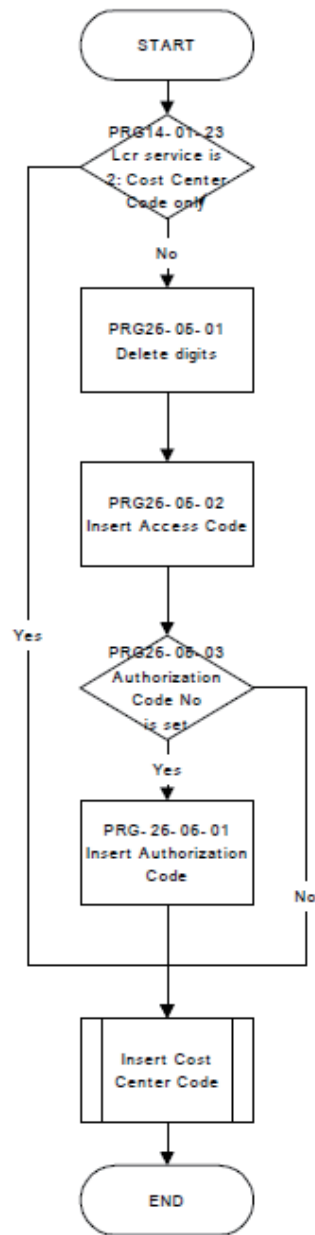 START
PRG14-01-23
Lcr service is
2: Cost Center
Code only
No
PRG26-05-01
Delete digits
PRG26-05-02
Insert Access Code
Yes
PRG26-05-03
Authorization
Code No
is set
Yes
PRG-26-06-01
Insert Authorization
Code
No
Insert Cost
Center Code
END